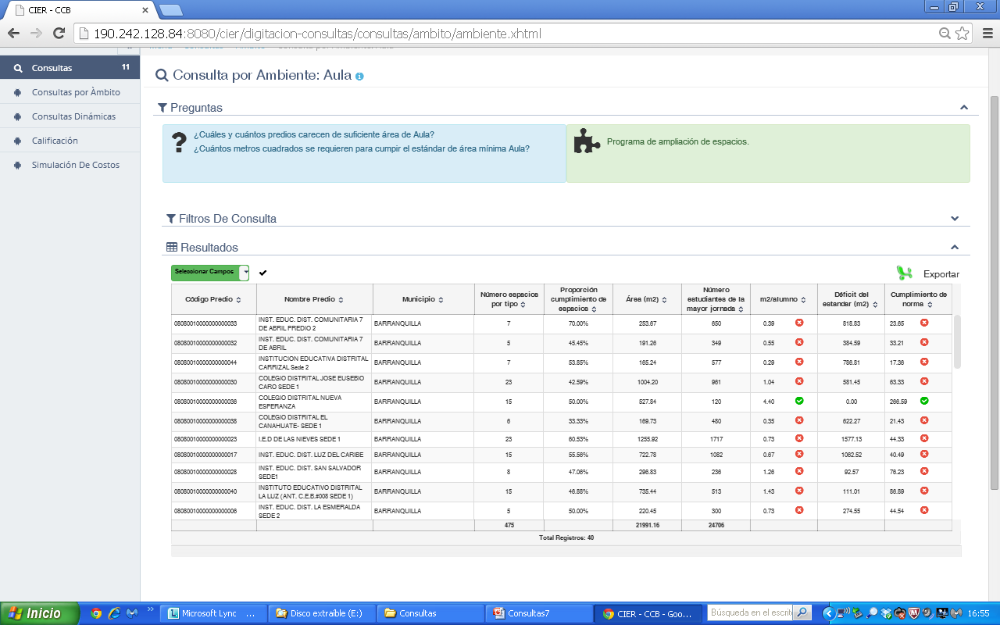 CIER - CCB
190.242.128.84:8080/cier/digitacion-consultas/consultas/ambito/ambiente.xhtml
Consultas 11
Consultas por Àmbito
Consultas Dinámicas
Calificación
Simulación De Costos
Consulta por Ambiente: Aula
Preguntas
¿Cuáles y cuántos predios carecen de suficiente área de Aula?
¿Cuántos metros cuadrados se requieren para cumpir el estándar de área mínima Aula?
Programa de ampliación de espacios.
Filtros De Consulta
Resultados
Seleccionar Campos
Exportar
Código Predio Nombre Predio Municipio Número espacios por tipo Proporción cumplimiento de espacios Área (m2) Número estudiantes de la mayor jornada m2/alumno Déficit del estandar (m2) Cumplimiento de norma
08080010000000000033 INST. EDUC. DIST. COMUNITARIA 7 DE ABRIL PREDIO 2 BARRANQUILLA 7 70.00% 253.67 650 0.39 818.83 23.65
08080010000000000032 INST. EDUC. DIST. COMUNITARIA 7 DE ABRIL BARRANQUILLA 5 45.45% 191.26 349 0.55 384.59 33.21
08080010000000000044 INSTITUCION EDUCATIVA DISTRITAL CARRIZAL Sede 2 BARRANQUILLA 7 53.85% 165.24 577 0.29 786.81 17.36
08080010000000000030 COLEGIO DISTRITAL JOSE EUSEBIO CARO SEDE 1 BARRANQUILLA 23 42.59% 1004.20 961 1.04 581.45 63.33
08080010000000000036 COLEGIO DISTRITAL NUEVA ESPERANZA BARRANQUILLA 15 50.00% 527.84 120 4.40 0.00 266.59
08080010000000000038 COLEGIO DISTRITAL EL CANAHUATE- SEDE 1 BARRANQUILLA 6 33.33% 169.73 480 0.35 622.27 21.43
08080010000000000023 I.E.D DE LAS NIEVES SEDE 1 BARRANQUILLA 23 60.53% 1255.92 1717 0.73 1577.13 44.33
08080010000000000017 INST. EDUC. DIST. LUZ DEL CARIBE BARRANQUILLA 15 55.56% 722.78 1082 0.67 1062.52 40.49
08080010000000000028 INST. EDUC. DIST. SAN SALVADOR SEDE1 BARRANQUILLA 8 47.06% 296.83 236 1.26 92.57 76.23
08080010000000000040 INSTITUTO EDUCATIVO DISTRITAL LA LUZ (ANT. C.E.B.#008 SEDE 1) BARRANQUILLA 15 46.88% 735.44 513 1.43 111.01 86.89
08080010000000000006 INST. EDUC. DIST. LA ESMERALDA SEDE 2 BARRANQUILLA 5 50.00% 220.45 300 0.73 274.55 44.54
475 21991.16 24706
Total Registros: 40
Inicio
Microsoft Lync ...
Disco extraíble (E:)
Consultas
Consultas7
CIER - CCB - Goo...
Búsqueda en el escrito
16:55